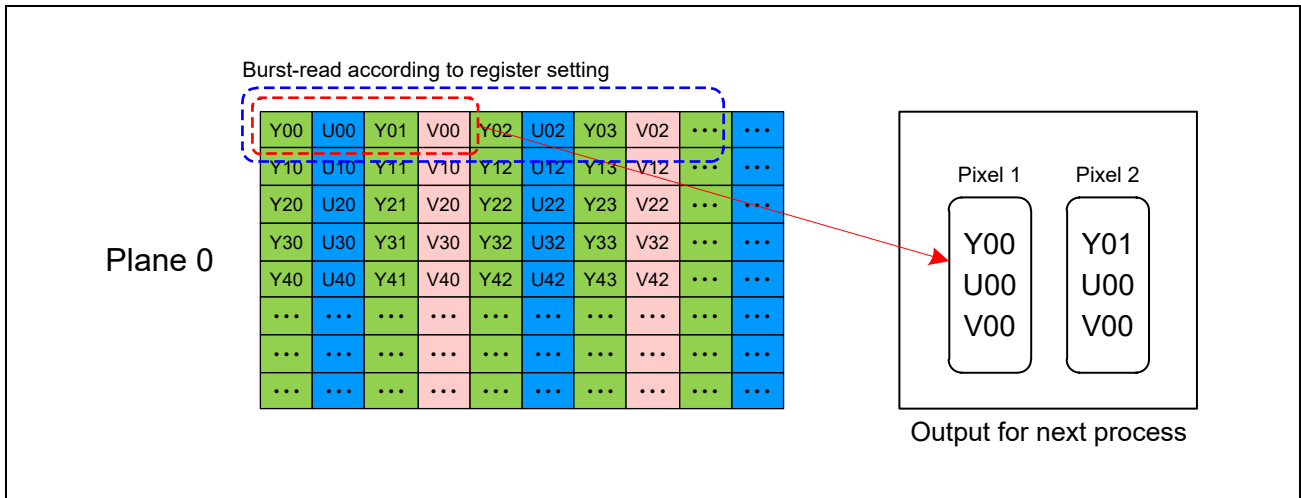 Burst-read according to register setting
Y00 U00 Y01 V00 Y02 U02 Y03 V02 ... ...
Y10 U10 Y11 V10 Y12 U12 Y13 V12 ... ...
Y20 U20 Y21 V20 Y22 U22 Y23 V22 ... ...
Y30 U30 Y31 V30 Y32 U32 Y33 V32 ... ...
Y40 U40 Y41 V40 Y42 U42 Y43 V42 ... ...
... ... ... ... ... ... ... ... ... ...
... ... ... ... ... ... ... ... ... ...
... ... ... ... ... ... ... ... ... ...
Plane 0
Pixel 1 Pixel 2
Y00 Y01
U00 U00
V00 V00
Output for next process